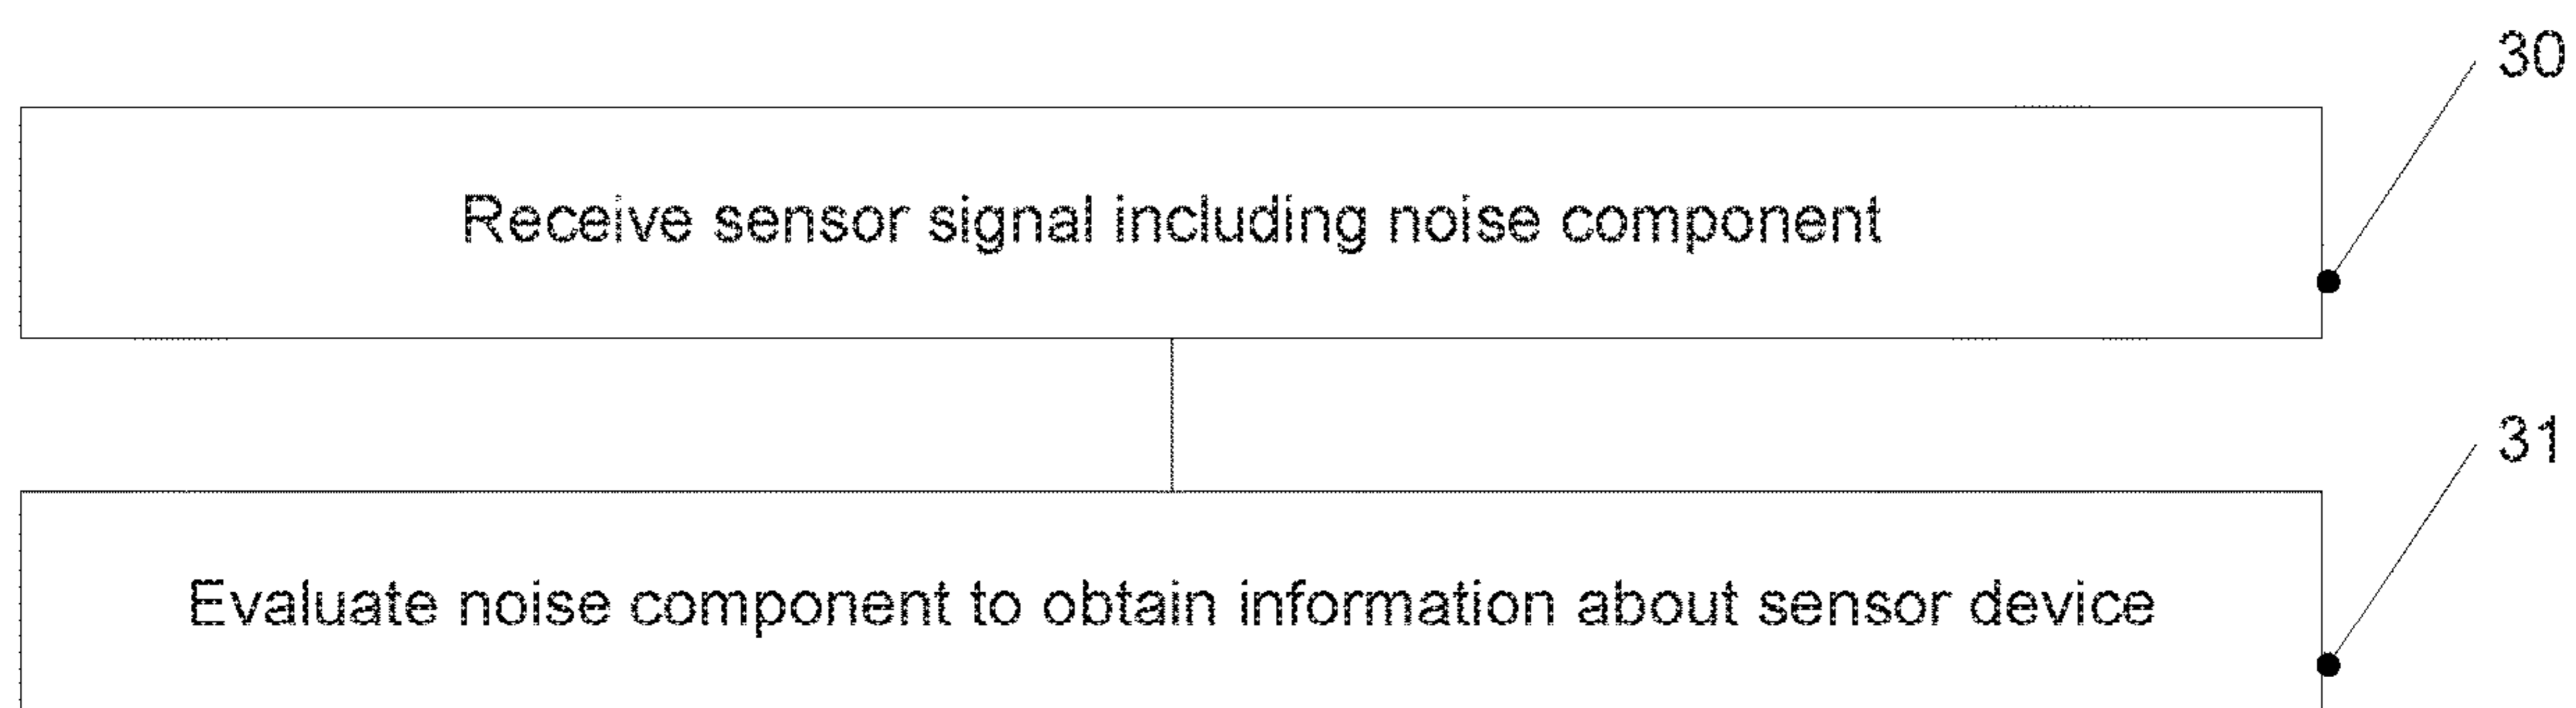 30
Receive sensor signal including noise component
31
Evaluate noise component to obtain information about sensor device